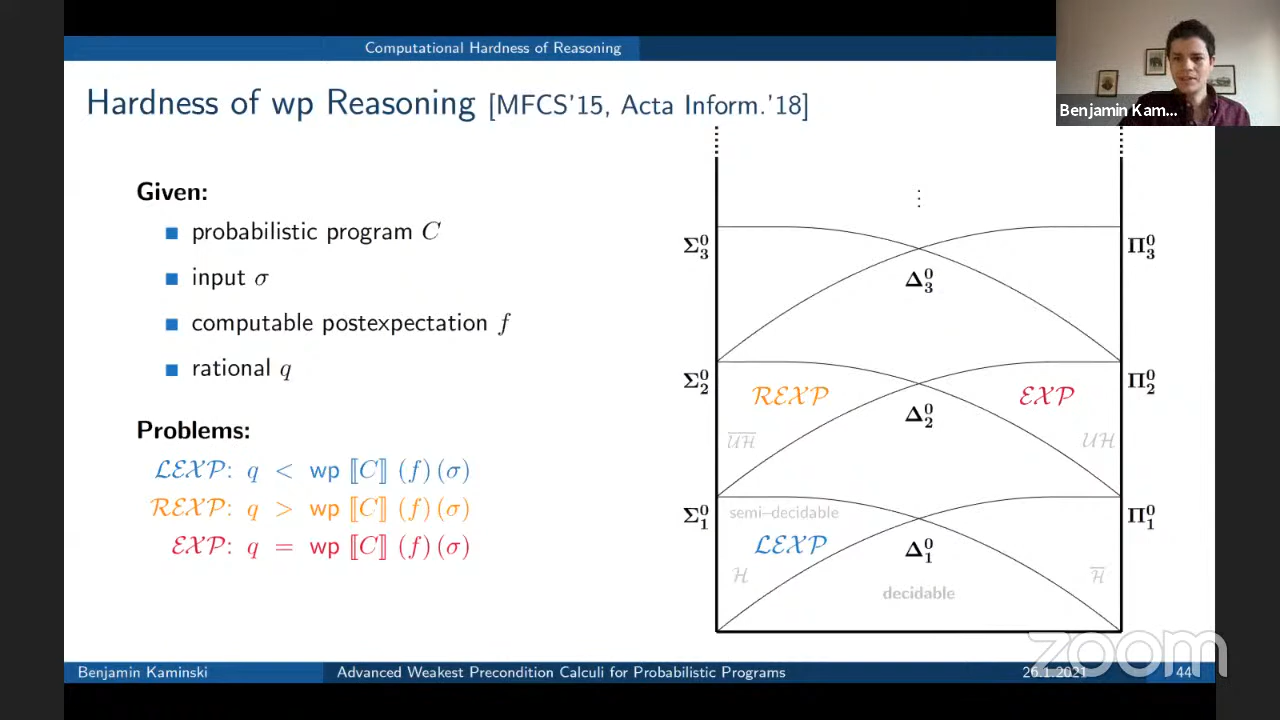 Computational Hardness of Reasoning
Hardness of wp Reasoning [MFCS'15, Acta Inform.'18]
Benjamin Kam...
Given:
probabilistic program C
input σ
computable postexpectation f
rational q
Problems:
LEXP: q < wp ⟦C⟧ (f) (σ)
REXP: q > wp ⟦C⟧ (f) (σ)
EXP: q = wp ⟦C⟧ (f) (σ)
⋮
Σ⁰₃ Π⁰₃
Δ⁰₃
Σ⁰₂ Π⁰₂
REXP EXP
Δ⁰₂
U̅H̅ UH
Σ⁰₁ semi–decidable Π⁰₁
LEXP Δ⁰₁
H H̅
decidable
zoom
Benjamin Kaminski Advanced Weakest Precondition Calculi for Probabilistic Programs 26.1.2021 44